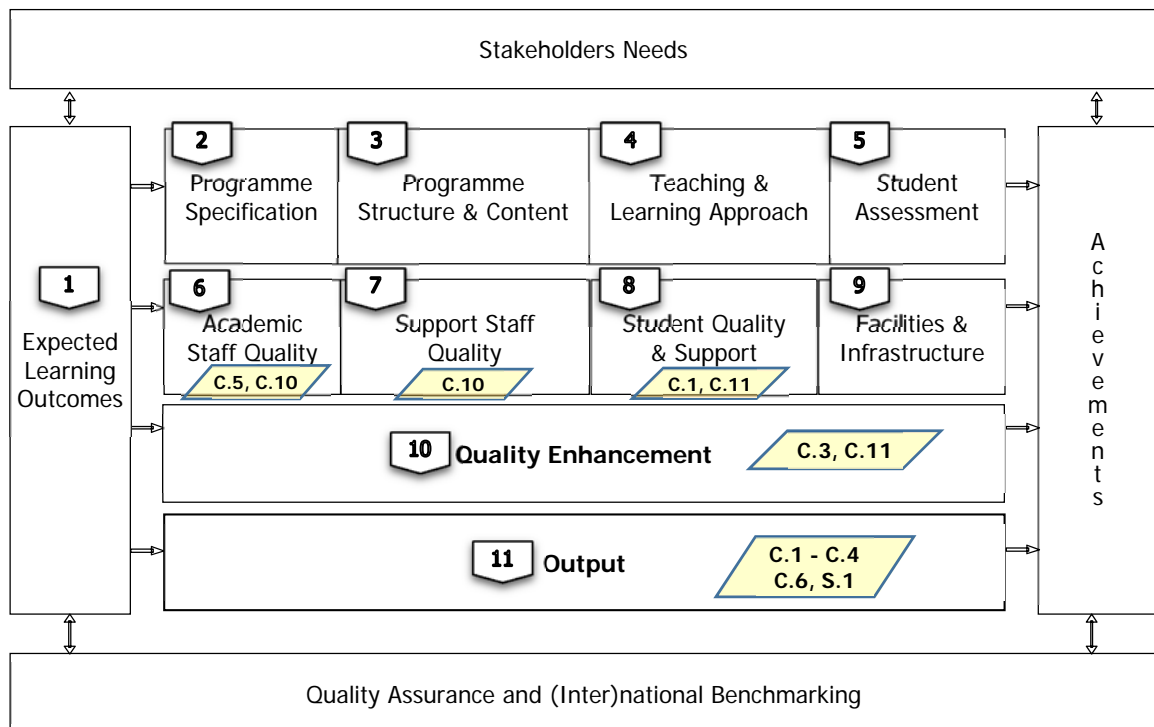 Stakeholders Needs
2
Programme
Specification
3
Programme
Structure & Content
4
Teaching &
Learning Approach
5
Student
Assessment
1
Expected
Learning
Outcomes
6
Academic
Staff Quality
C.5, C.10
7
Support Staff
Quality
C.10
8
Student Quality
& Support
C.1, C.11
9
Facilities &
Infrastructure
10 Quality Enhancement
C.3, C.11
11 Output
C.1 - C.4
C.6, S.1
Achievements
Quality Assurance and (Inter)national Benchmarking